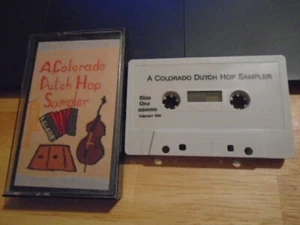 A Colorado
Dutch Hop
Sampler
A COLORADO DUTCH HOP SAMPLER
Side
One